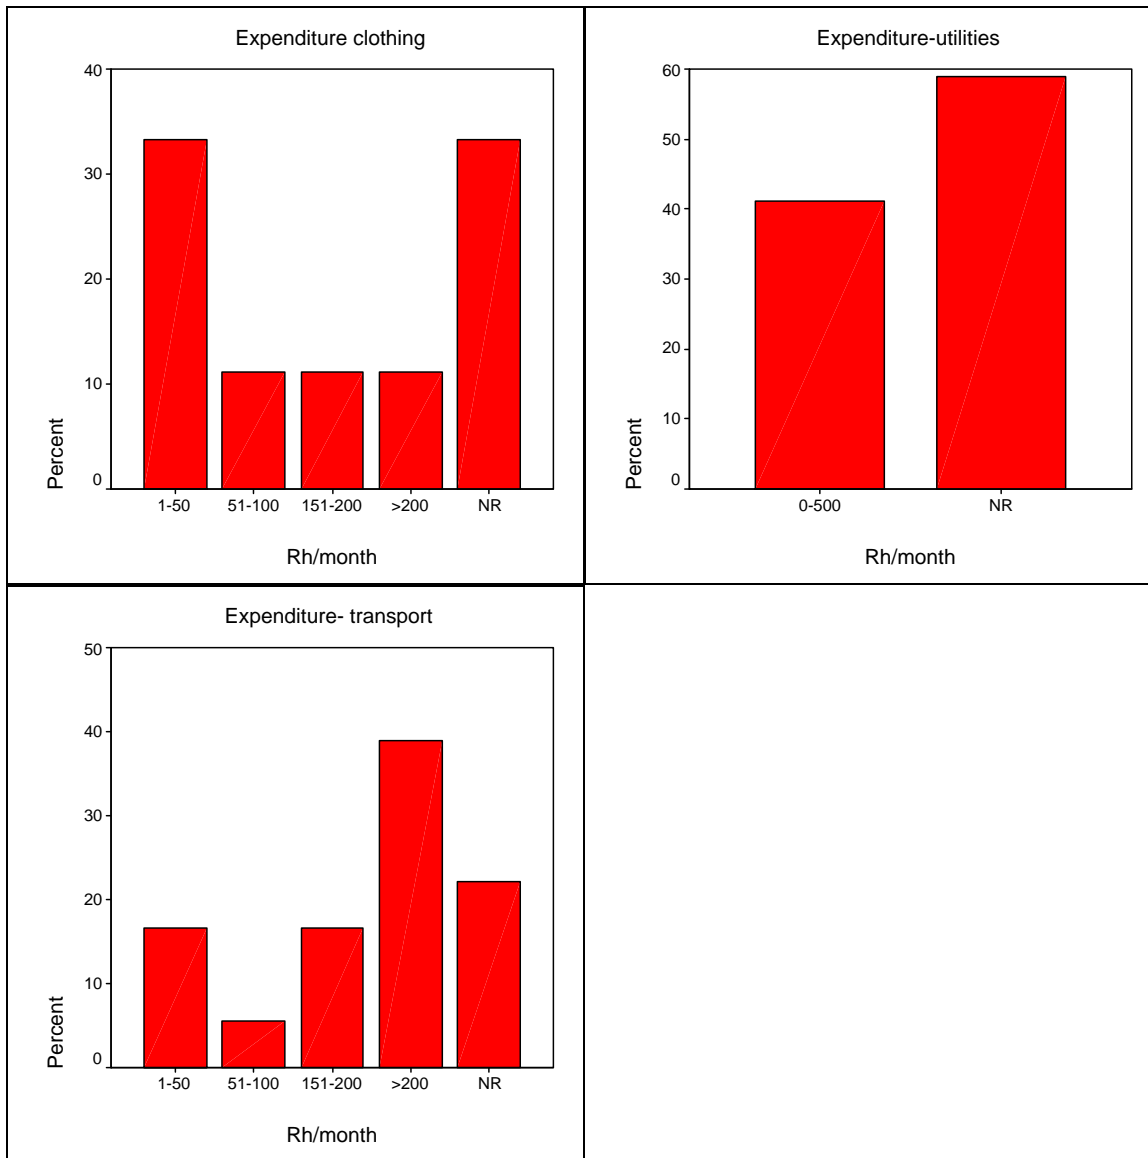 Expenditure clothing
40
30
20
10
0
Percent
1-50 51-100 151-200 >200 NR
Rh/month
Expenditure-utilities
60
50
40
30
20
10
0
Percent
0-500 NR
Rh/month
Expenditure- transport
50
40
30
20
10
0
Percent
1-50 51-100 151-200 >200 NR
Rh/month